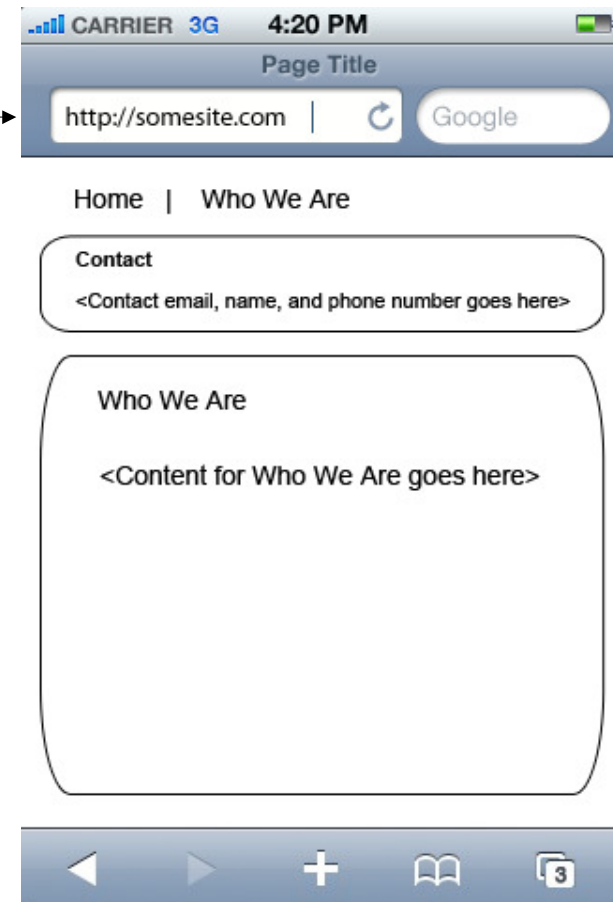 CARRIER 3G 4:20 PM
Page Title
http://somesite.com Google
Home | Who We Are
Contact
<Contact email, name, and phone number goes here>
Who We Are
<Content for Who We Are goes here>
3